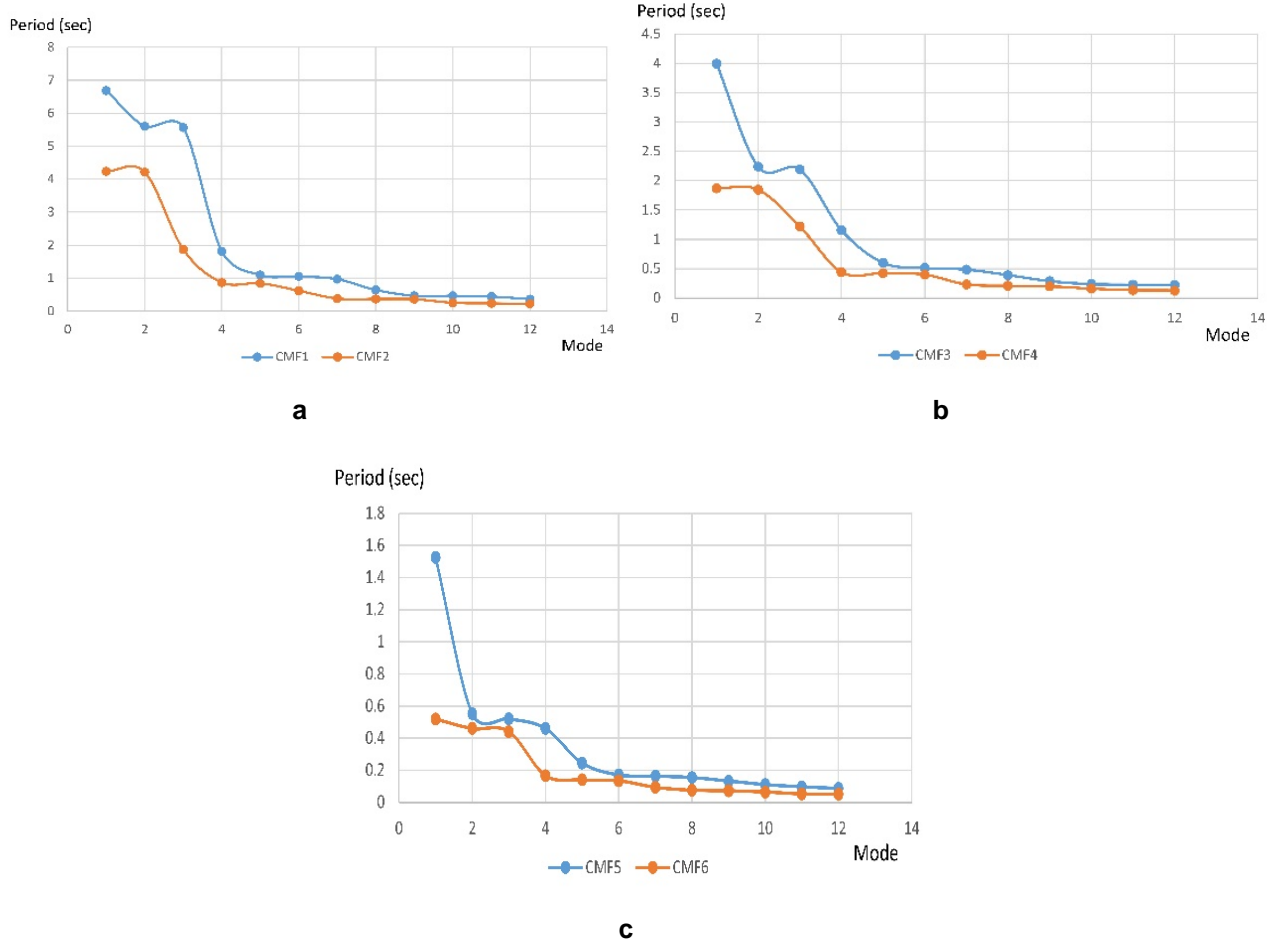 Period (sec)
8
7
6
5
4
3
2
1
0
0 2 4 6 8 10 12 14
Mode
CMF1 CMF2
a
Period (sec)
4.5
4
3.5
3
2.5
2
1.5
1
0.5
0
0 2 4 6 8 10 12 14
Mode
CMF3 CMF4
b
Period (sec)
1.8
1.6
1.4
1.2
1
0.8
0.6
0.4
0.2
0
0 2 4 6 8 10 12 14
Mode
CMF5 CMF6
c